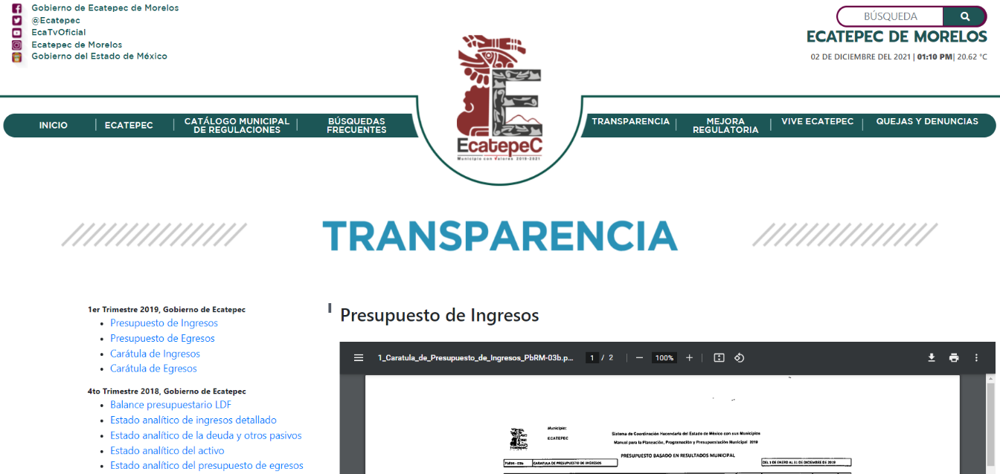 Gobierno de Ecatepec de Morelos
@Ecatepec
EcaTvOficial
Ecatepec de Morelos
Gobierno del Estado de México
BÚSQUEDA
ECATEPEC DE MORELOS
02 DE DICIEMBRE DEL 2021 | 01:10 PM| 20.62 °C
E
EcatepeC
Municipio con Valores 2019-2021
INICIO
ECATEPEC
CATÁLOGO MUNICIPAL
DE REGULACIONES
BÚSQUEDAS
FRECUENTES
TRANSPARENCIA
MEJORA
REGULATORIA
VIVE ECATEPEC
QUEJAS Y DENUNCIAS
TRANSPARENCIA
1er Trimestre 2019, Gobierno de Ecatepec
Presupuesto de Ingresos
Presupuesto de Egresos
Carátula de Ingresos
Carátula de Egresos
4to Trimestre 2018, Gobierno de Ecatepec
Balance presupuestario LDF
Estado analítico de ingresos detallado
Estado analítico de la deuda y otros pasivos
Estado analítico del activo
Estado analítico del presupuesto de egresos
Presupuesto de Ingresos
1_Caratula_de_Presupuesto_de_Ingresos_PbRM-03b.p... 1 / 2 100%
Municipio:
ECATEPEC
Sistema de Coordinación Hacendaria del Estado de México con sus Municipios
Manual para la Planeación, Programación y Presupuestación Municipal 2019
PRESUPUESTO BASADO EN RESULTADOS MUNICIPAL
PbRM - 03b CARATULA DE PRESUPUESTO DE INGRESOS
DEL 1 DE ENERO AL 31 DE DICIEMBRE DE 2019